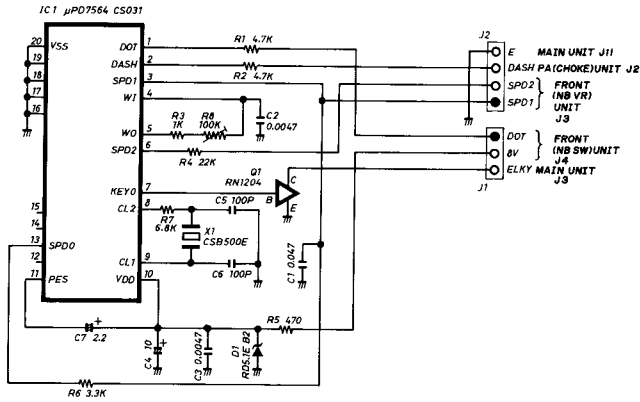 IC1 μPD7564 CS031
20 VSS
19
18
17
16
15
14
13 SPD0
12
11 PES
DOT 1
DASH 2
SPD1 3
WI 4
WO 5
SPD2 6
KEYO 7
CL2 8
CL1 9
VDD 10
R1 4.7K
R2 4.7K
R3 1K
R8 100K
C2 0.0047
R4 22K
Q1 RN1204
B
C
E
R7 6.8K
C5 100P
X1 CSB500E
C6 100P
C1 0.047
C7 2.2
+
C4 10
+
C3 0.0047
D1 RD5.1E B2
R5 470
R6 3.3K
J2
E MAIN UNIT J11
DASH PA(CHOKE)UNIT J2
SPD2
SPD1
FRONT (NB VR) UNIT J3
DOT
8V
FRONT (NB SW)UNIT J4
ELKY MAIN UNIT J3
J1